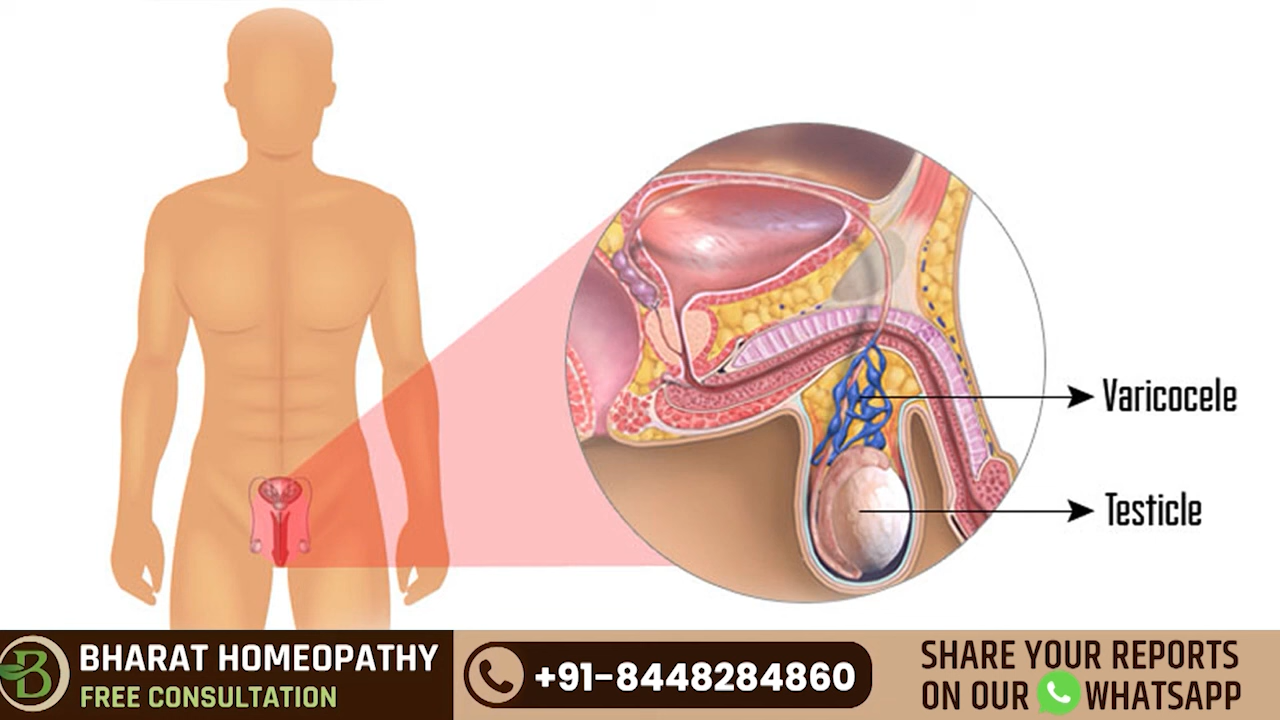 Varicocele
Testicle
B
BHARAT HOMEOPATHY
FREE CONSULTATION
+91-8448284860
SHARE YOUR REPORTS
ON OUR WHATSAPP